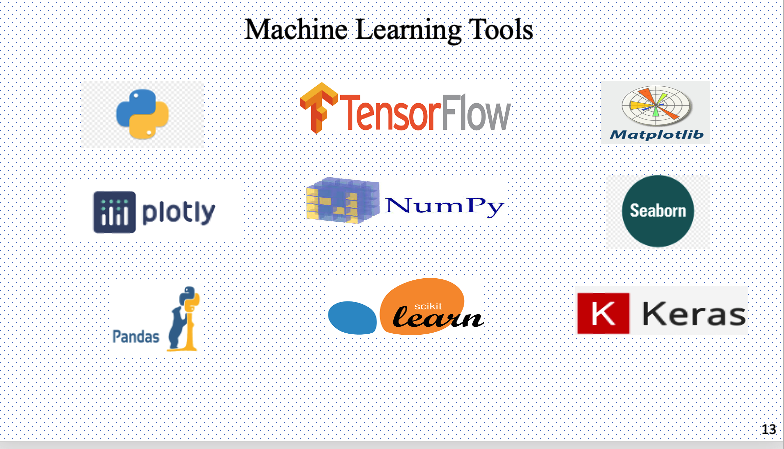 Machine Learning Tools
TensorFlow
Matplotlib
plotly
NumPy
Seaborn
Pandas
scikit
learn
K Keras
13